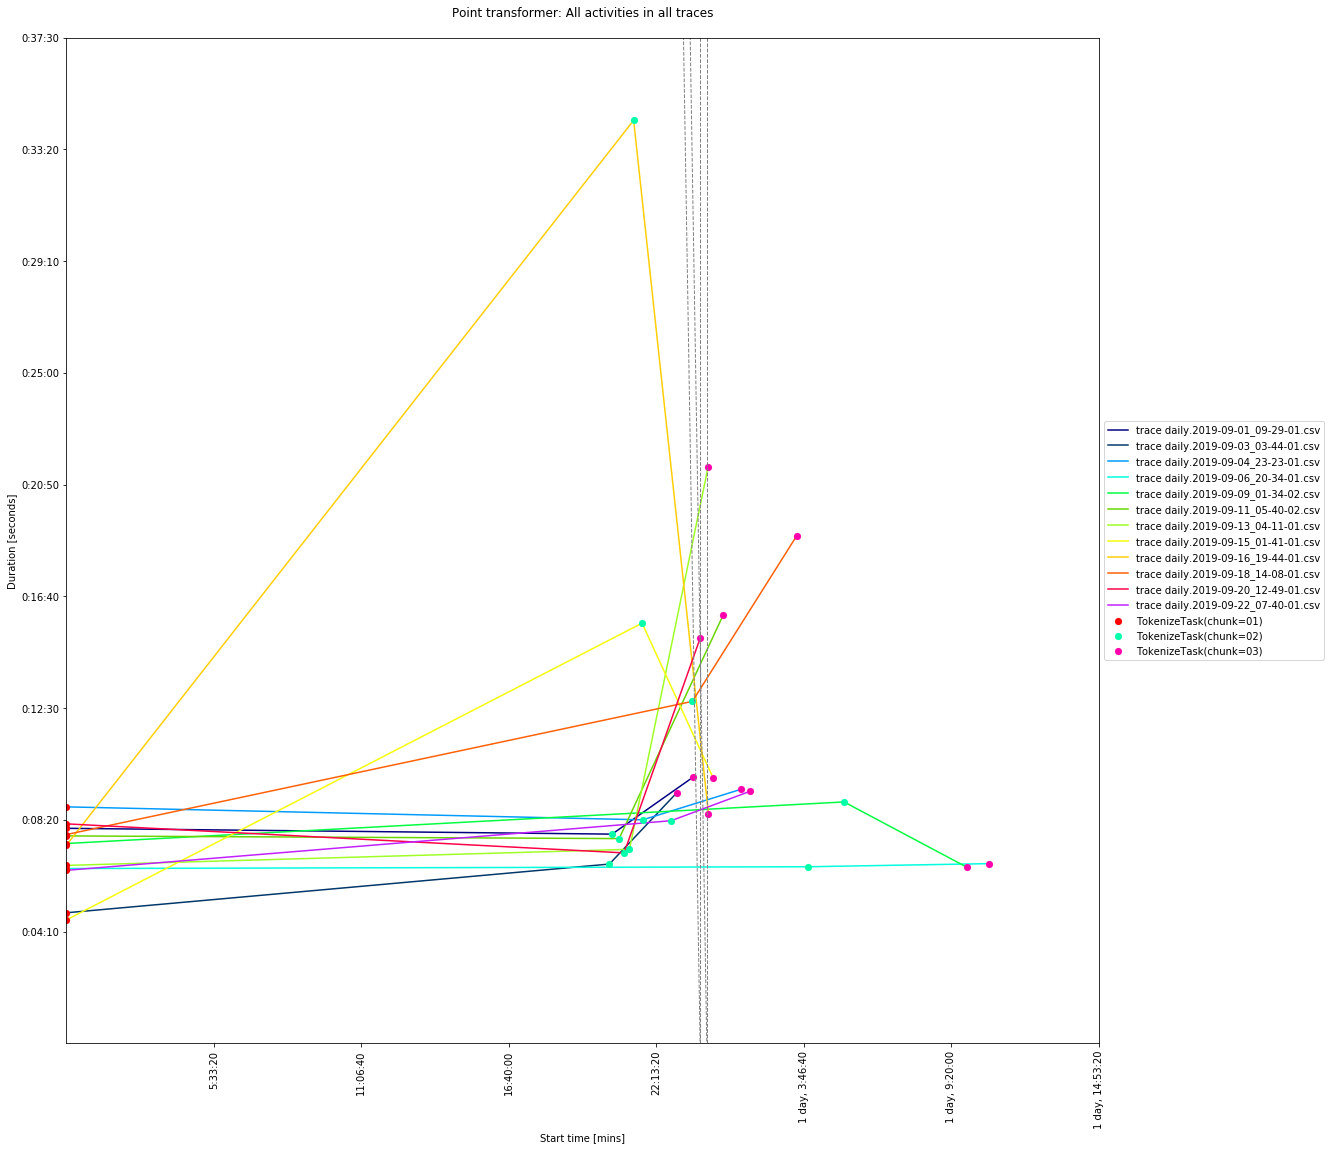 Point transformer: All activities in all traces
0:37:30
0:33:20
0:29:10
0:25:00
0:20:50
0:16:40
0:12:30
0:08:20
0:04:10
Duration [seconds]
5:33:20
11:06:40
16:40:00
22:13:20
1 day, 3:46:40
1 day, 9:20:00
1 day, 14:53:20
Start time [mins]
trace daily.2019-09-01_09-29-01.csv
trace daily.2019-09-03_03-44-01.csv
trace daily.2019-09-04_23-23-01.csv
trace daily.2019-09-06_20-34-01.csv
trace daily.2019-09-09_01-34-02.csv
trace daily.2019-09-11_05-40-02.csv
trace daily.2019-09-13_04-11-01.csv
trace daily.2019-09-15_01-41-01.csv
trace daily.2019-09-16_19-44-01.csv
trace daily.2019-09-18_14-08-01.csv
trace daily.2019-09-20_12-49-01.csv
trace daily.2019-09-22_07-40-01.csv
TokenizeTask(chunk=01)
TokenizeTask(chunk=02)
TokenizeTask(chunk=03)